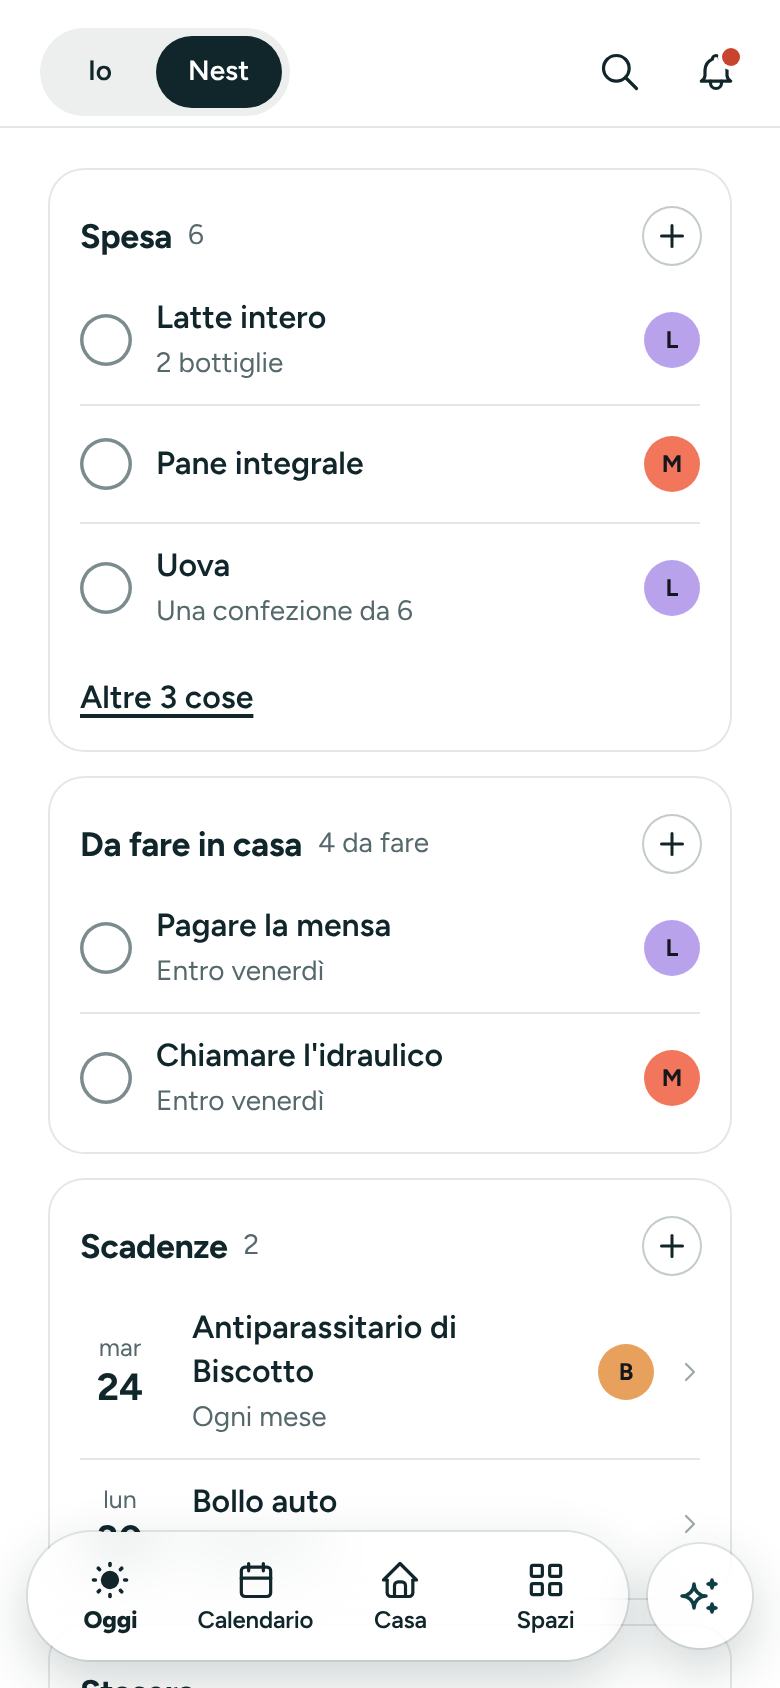 Io
Nest
Spesa 6
Latte intero
2 bottiglie
L
Pane integrale
M
Uova
Una confezione da 6
L
Altre 3 cose
Da fare in casa 4 da fare
Pagare la mensa
Entro venerdì
L
Chiamare l'idraulico
Entro venerdì
M
Scadenze 2
mar
24
Antiparassitario di
Biscotto
Ogni mese
B
lun
Bollo auto
Oggi
Calendario
Casa
Spazi